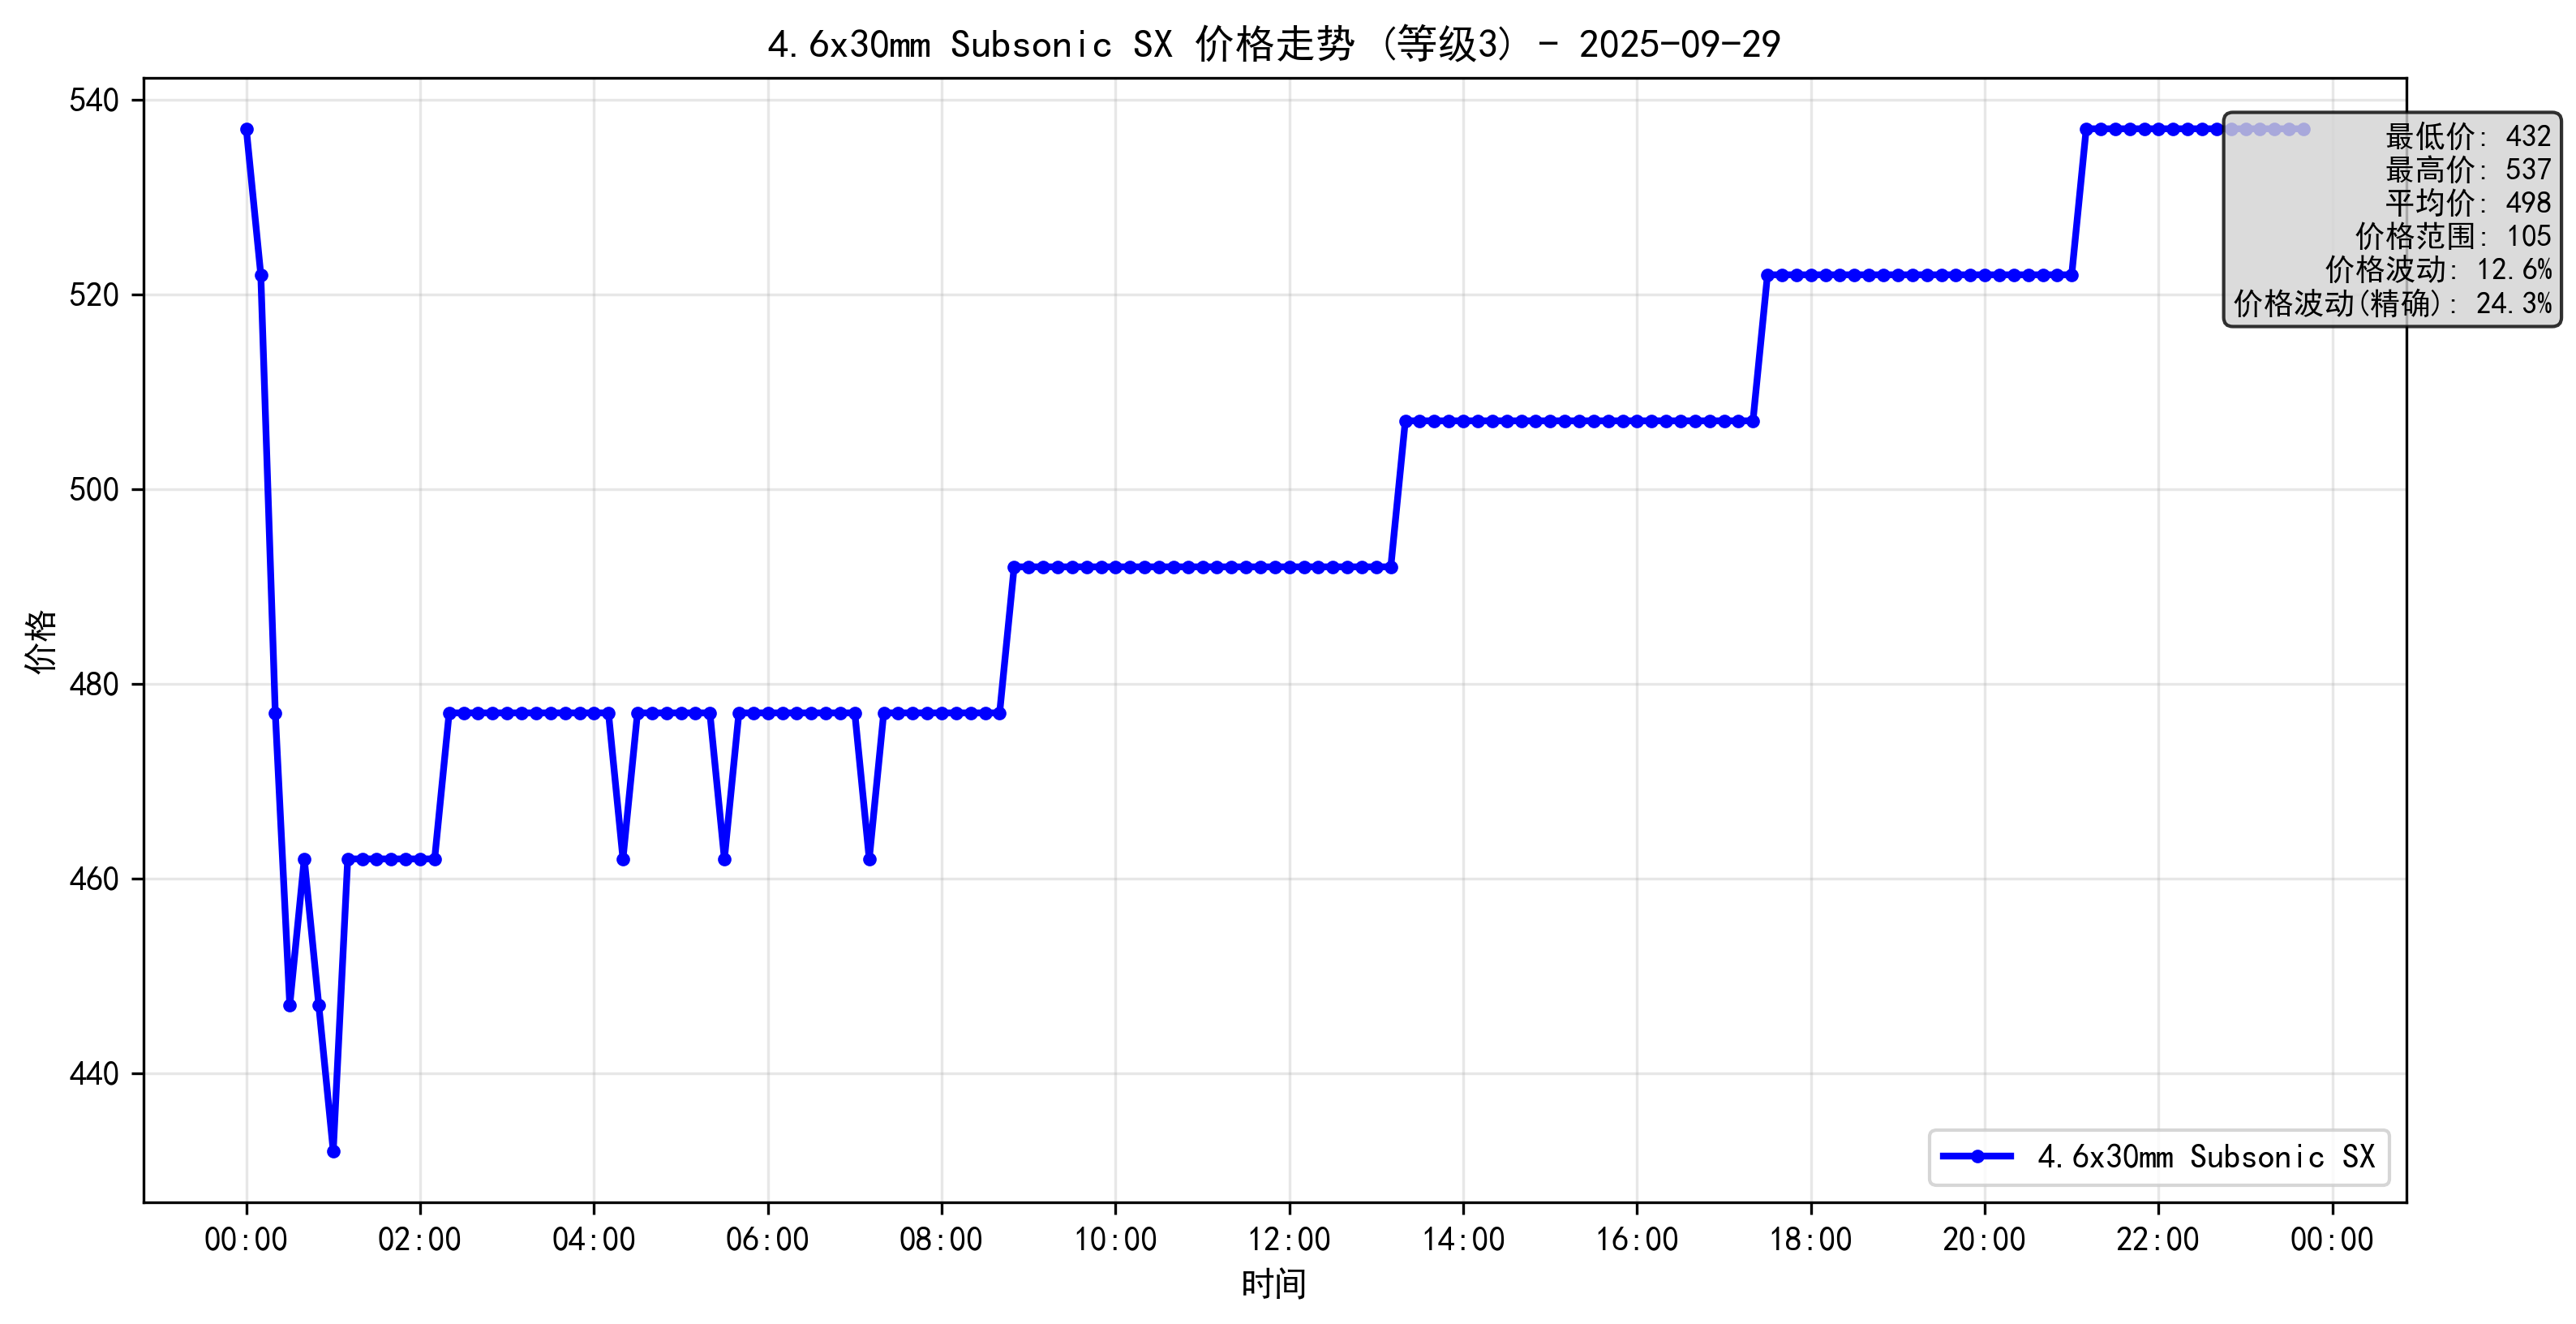 4.6x30mm Subsonic SX 价格走势 (等级3) - 2025-09-29
540
520
500
480
460
440
价格
最低价: 432
最高价: 537
平均价: 498
价格范围: 105
价格波动: 12.6%
价格波动(精确): 24.3%
4.6x30mm Subsonic SX
00:00 02:00 04:00 06:00 08:00 10:00 12:00 14:00 16:00 18:00 20:00 22:00 00:00
时间